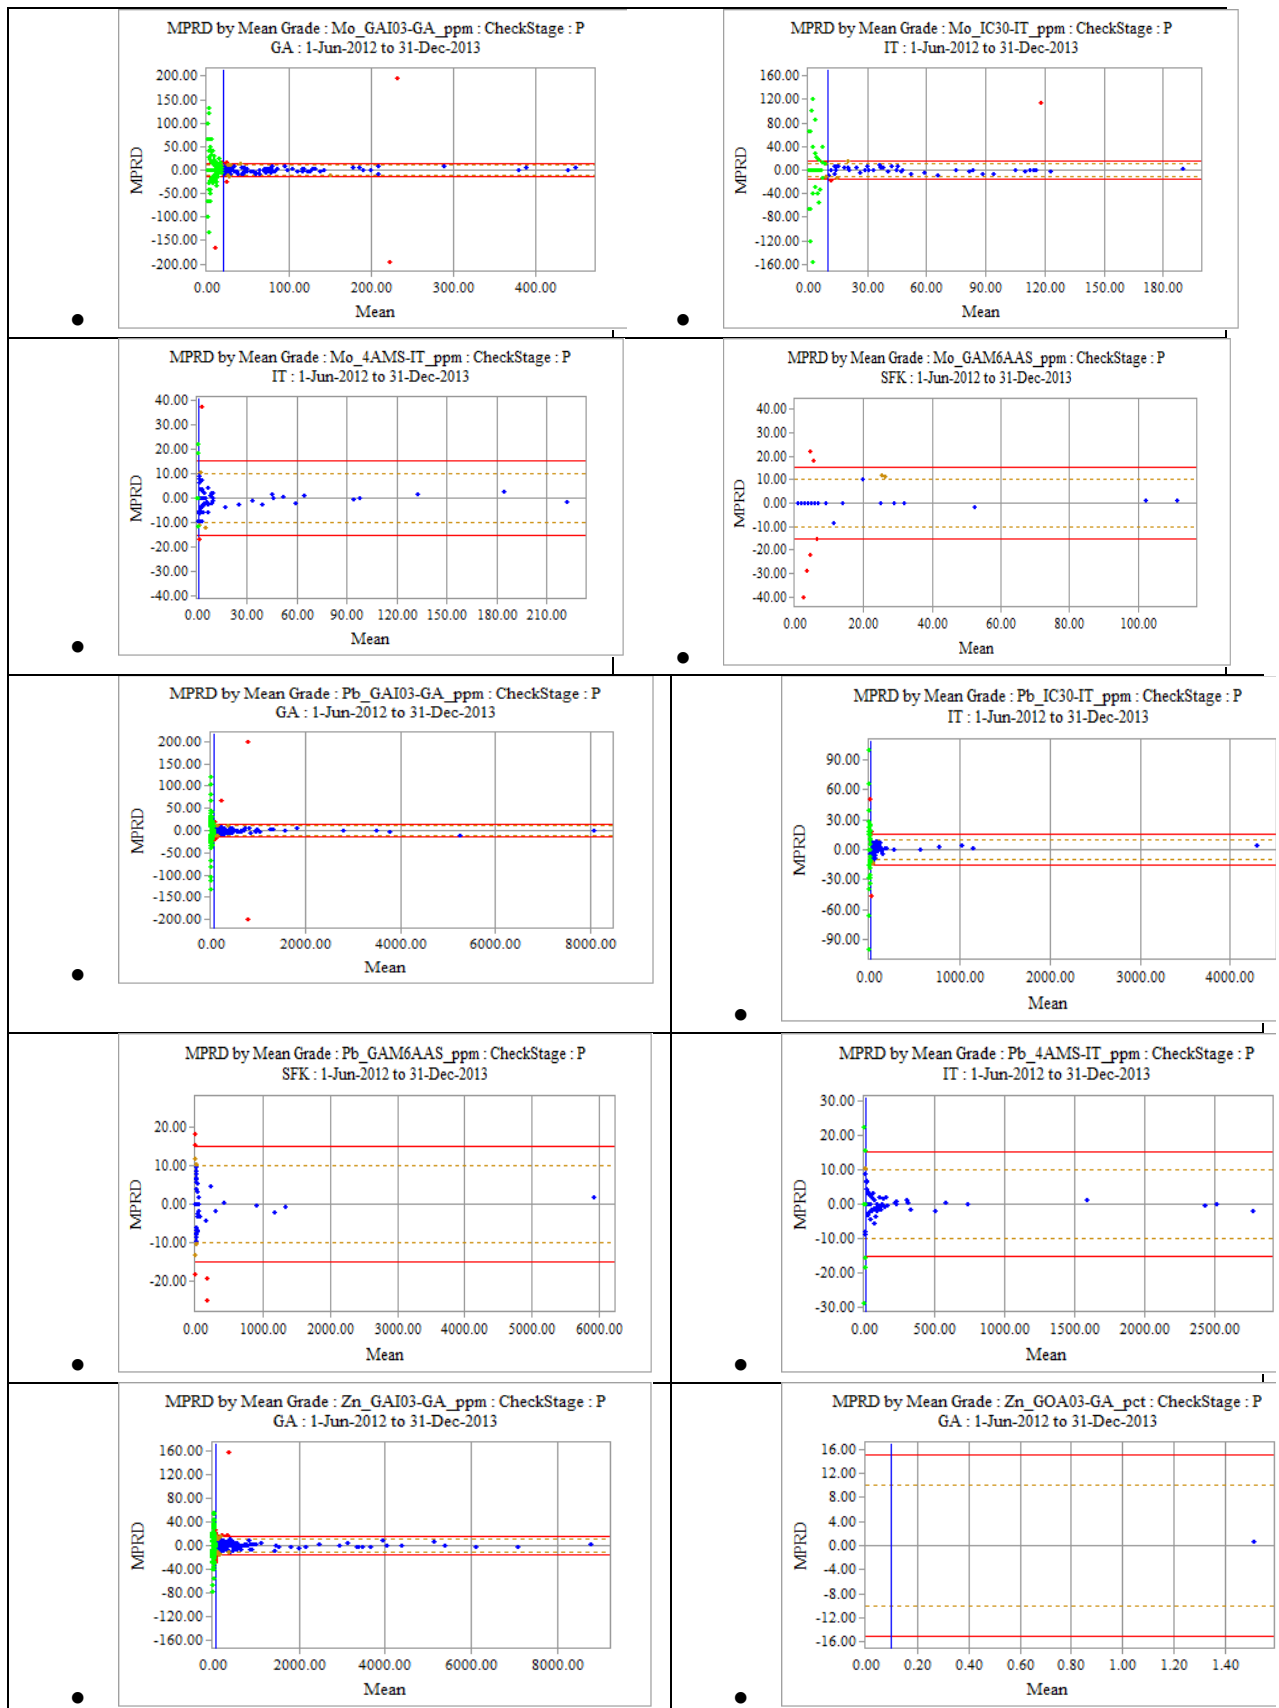 MPRD by Mean Grade : Mo_GAI03-GA_ppm : CheckStage : P
GA : 1-Jun-2012 to 31-Dec-2013
MPRD
200.00
150.00
100.00
50.00
0.00
-50.00
-100.00
-150.00
-200.00
0.00 100.00 200.00 300.00 400.00
Mean
MPRD by Mean Grade : Mo_IC30-IT_ppm : CheckStage : P
IT : 1-Jun-2012 to 31-Dec-2013
MPRD
160.00
120.00
80.00
40.00
0.00
-40.00
-80.00
-120.00
-160.00
0.00 30.00 60.00 90.00 120.00 150.00 180.00
Mean
MPRD by Mean Grade : Mo_4AMS-IT_ppm : CheckStage : P
IT : 1-Jun-2012 to 31-Dec-2013
MPRD
40.00
30.00
20.00
10.00
0.00
-10.00
-20.00
-30.00
-40.00
0.00 30.00 60.00 90.00 120.00 150.00 180.00 210.00
Mean
MPRD by Mean Grade : Mo_GAM6AAS_ppm : CheckStage : P
SFK : 1-Jun-2012 to 31-Dec-2013
MPRD
40.00
30.00
20.00
10.00
0.00
-10.00
-20.00
-30.00
-40.00
0.00 20.00 40.00 60.00 80.00 100.00
Mean
MPRD by Mean Grade : Pb_GAI03-GA_ppm : CheckStage : P
GA : 1-Jun-2012 to 31-Dec-2013
MPRD
200.00
150.00
100.00
50.00
0.00
-50.00
-100.00
-150.00
-200.00
0.00 2000.00 4000.00 6000.00 8000.00
Mean
MPRD by Mean Grade : Pb_IC30-IT_ppm : CheckStage : P
IT : 1-Jun-2012 to 31-Dec-2013
MPRD
90.00
60.00
30.00
0.00
-30.00
-60.00
-90.00
0.00 1000.00 2000.00 3000.00 4000.00
Mean
MPRD by Mean Grade : Pb_GAM6AAS_ppm : CheckStage : P
SFK : 1-Jun-2012 to 31-Dec-2013
MPRD
20.00
10.00
0.00
-10.00
-20.00
0.00 1000.00 2000.00 3000.00 4000.00 5000.00 6000.00
Mean
MPRD by Mean Grade : Pb_4AMS-IT_ppm : CheckStage : P
IT : 1-Jun-2012 to 31-Dec-2013
MPRD
30.00
20.00
10.00
0.00
-10.00
-20.00
-30.00
0.00 500.00 1000.00 1500.00 2000.00 2500.00
Mean
MPRD by Mean Grade : Zn_GAI03-GA_ppm : CheckStage : P
GA : 1-Jun-2012 to 31-Dec-2013
MPRD
160.00
120.00
80.00
40.00
0.00
-40.00
-80.00
-120.00
-160.00
0.00 2000.00 4000.00 6000.00 8000.00
Mean
MPRD by Mean Grade : Zn_GOA03-GA_pct : CheckStage : P
GA : 1-Jun-2012 to 31-Dec-2013
MPRD
16.00
12.00
8.00
4.00
0.00
-4.00
-8.00
-12.00
-16.00
0.00 0.20 0.40 0.60 0.80 1.00 1.20 1.40
Mean